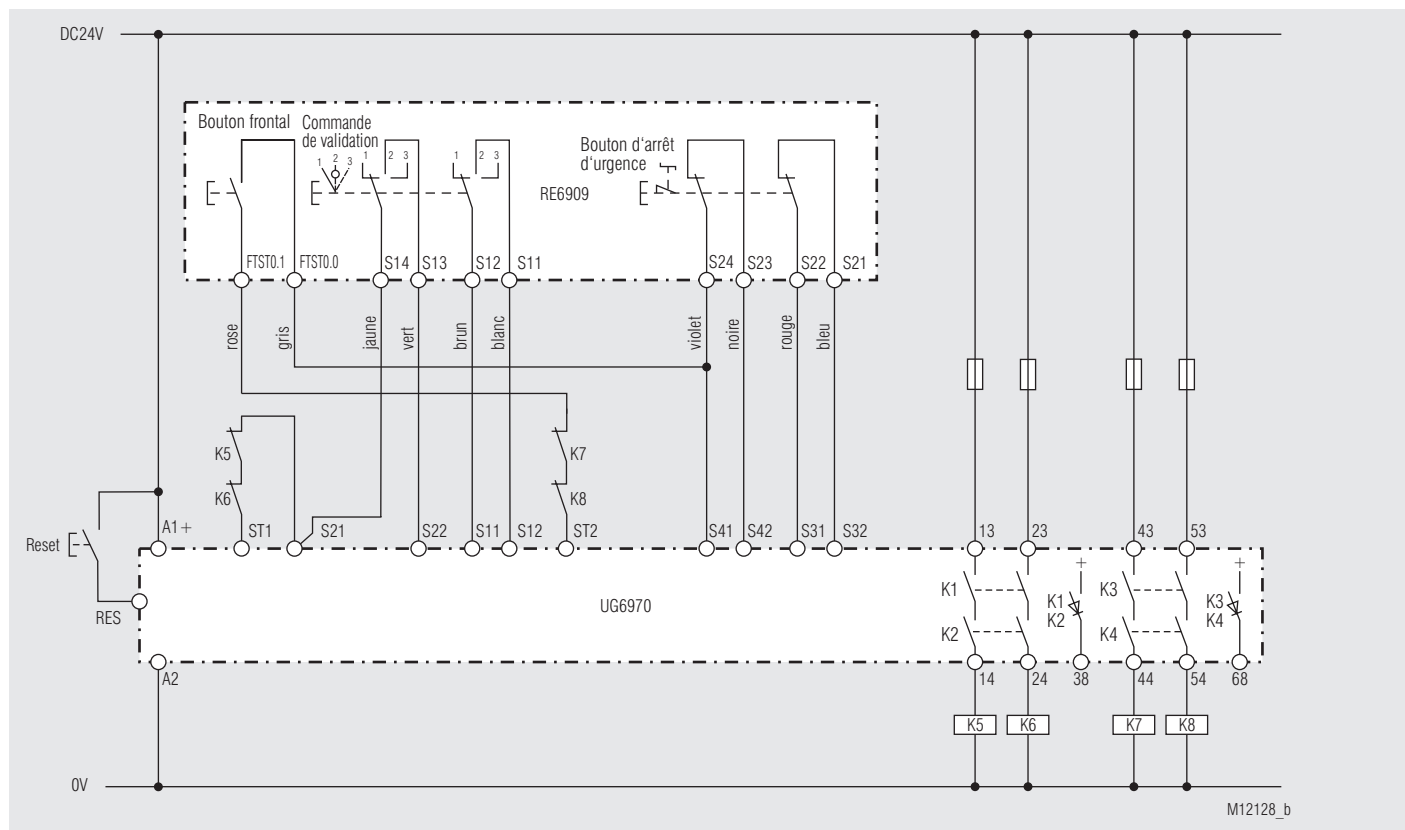 DC24V
Bouton frontal
Commande
de validation
1 2 3
1 2 3
1 2 3
Bouton d‘arrêt
d‘urgence
RE6909
FTST0.1 FTST0.0 S14 S13 S12 S11 S24 S23 S22 S21
rose gris jaune vert brun blanc violet noire rouge bleu
K5 K7
K6 K8
Reset
A1+ ST1 S21 S22 S11 S12 ST2 S41 S42 S31 S32 13 23 43 53
RES
UG6970
K1 K1 + K3 K3 +
K2 K2 K4 K4
A2 14 24 38 44 54 68
K5 K6 K7 K8
0V
M12128_b